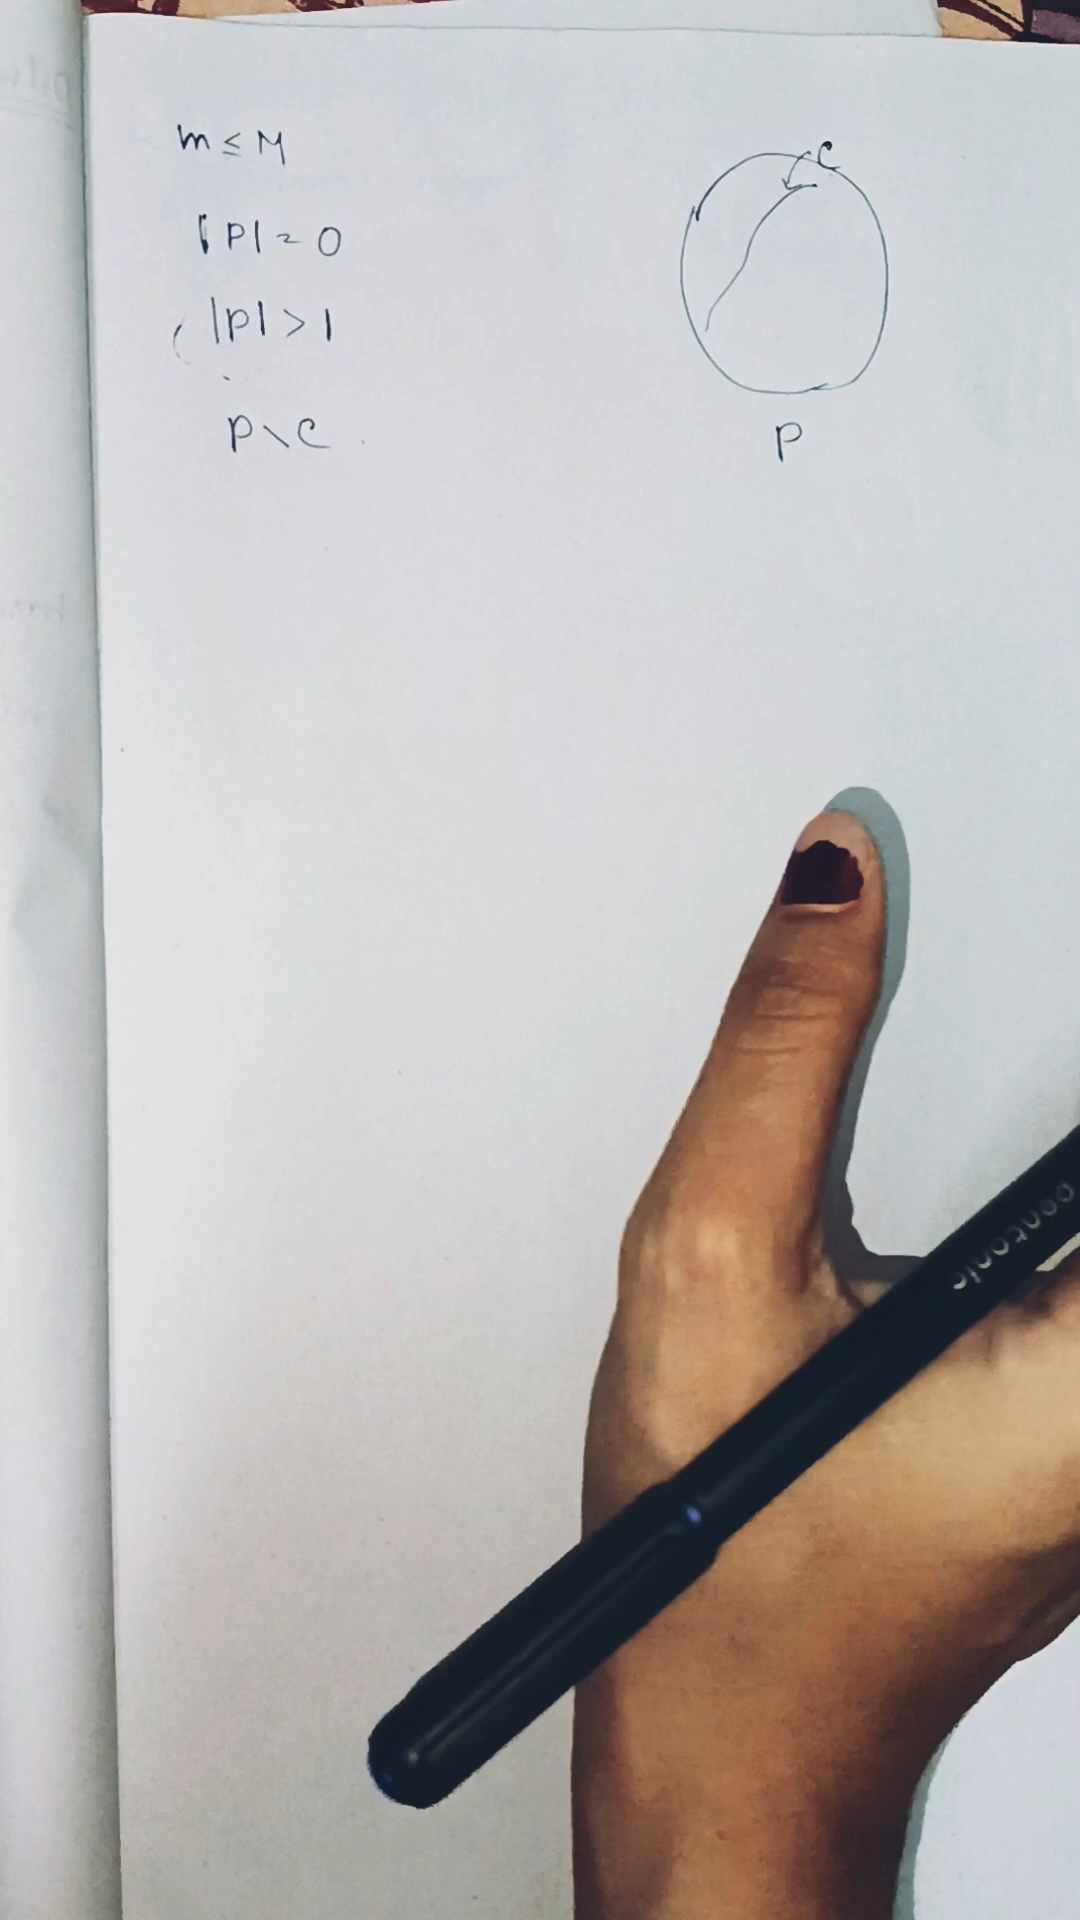 m ≤ M
|P| = 0
|P| > 1
P \ C
C
P
pentonic